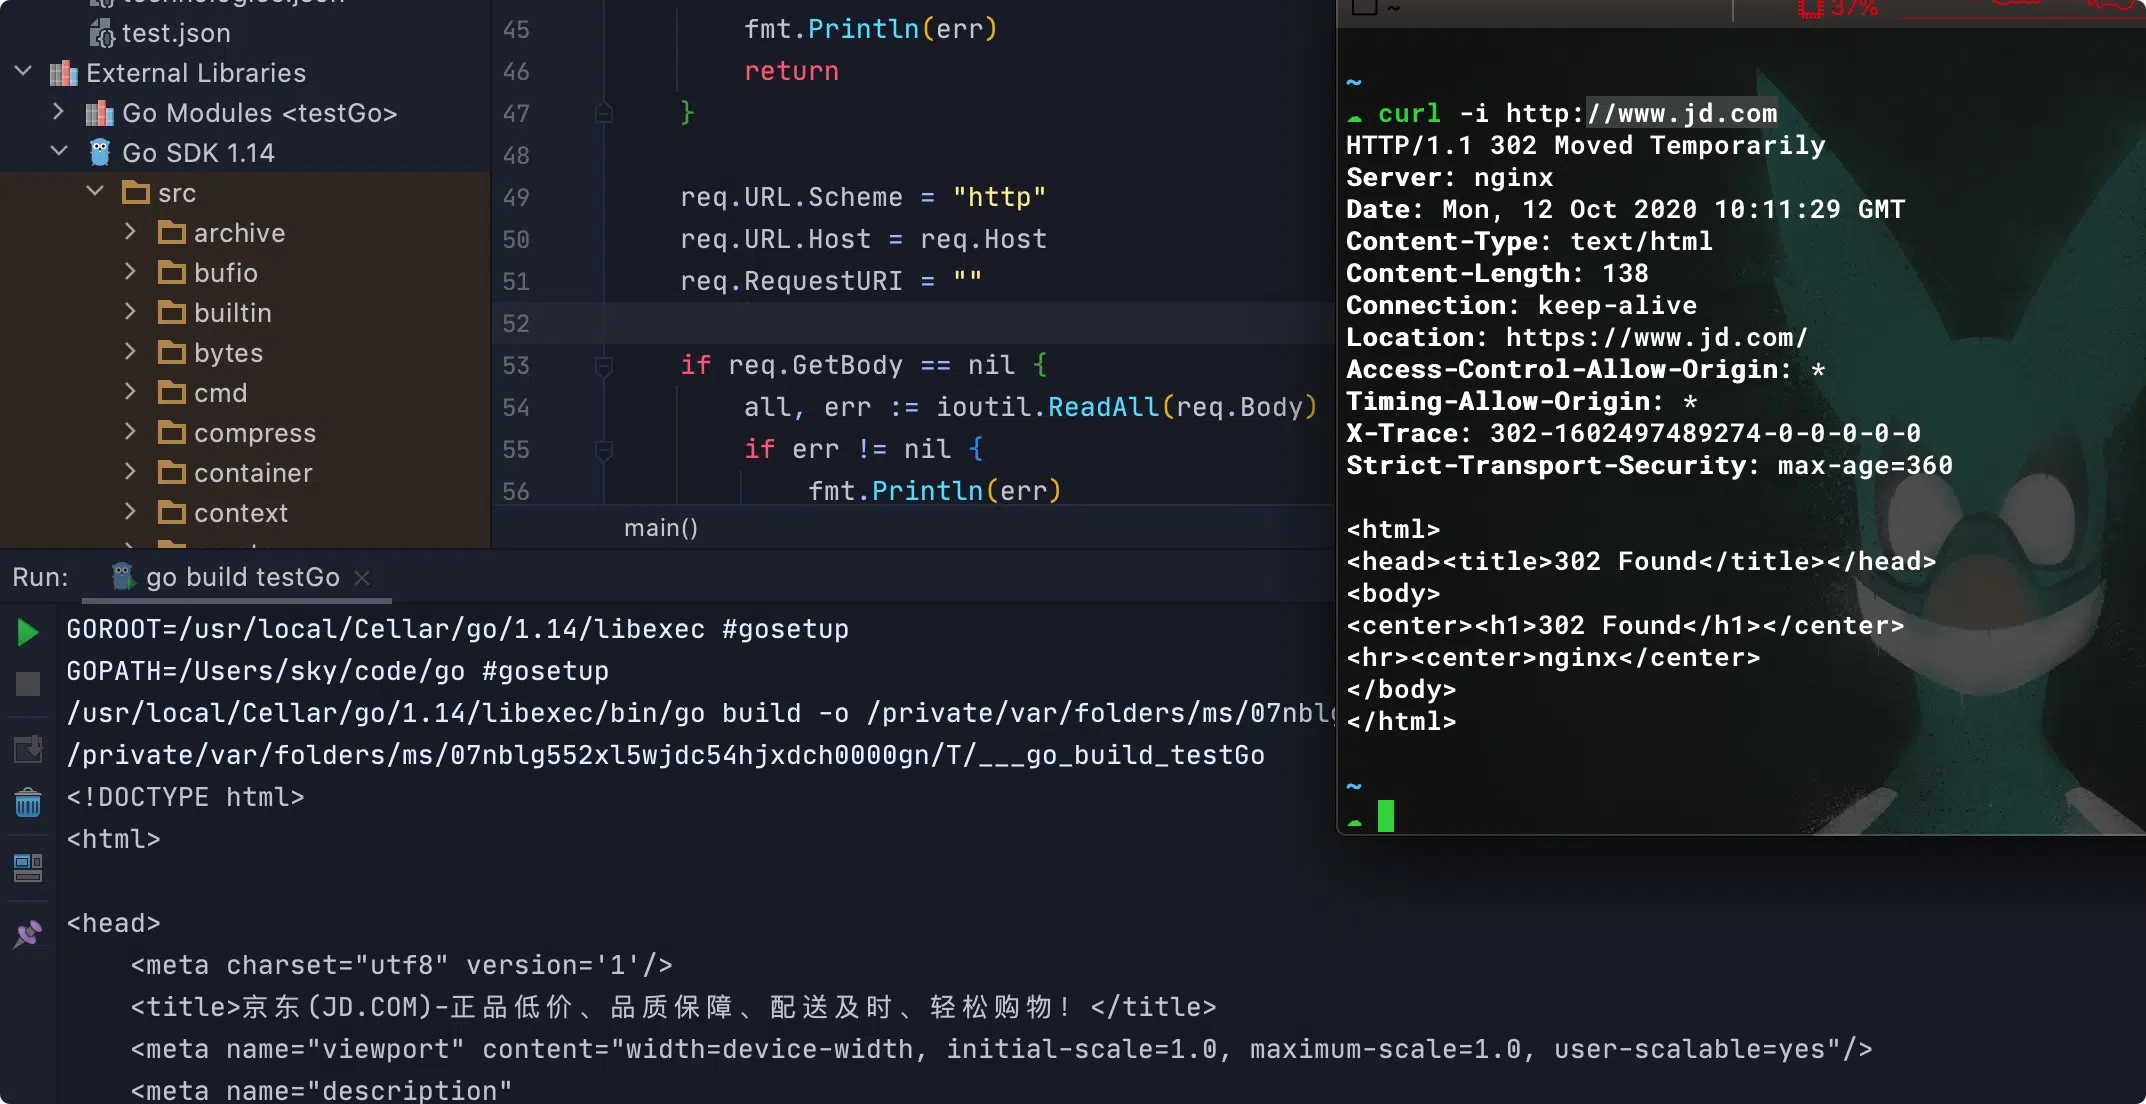 test.json
External Libraries
Go Modules <testGo>
Go SDK 1.14
src
archive
bufio
builtin
bytes
cmd
compress
container
context
45 fmt.Println(err)
46 return
47 }
48
49 req.URL.Scheme = "http"
50 req.URL.Host = req.Host
51 req.RequestURI = ""
52
53 if req.GetBody == nil {
54 all, err := ioutil.ReadAll(req.Body)
55 if err != nil {
56 fmt.Println(err)
main()
~ 37%
~
curl -i http://www.jd.com
HTTP/1.1 302 Moved Temporarily
Server: nginx
Date: Mon, 12 Oct 2020 10:11:29 GMT
Content-Type: text/html
Content-Length: 138
Connection: keep-alive
Location: https://www.jd.com/
Access-Control-Allow-Origin: *
Timing-Allow-Origin: *
X-Trace: 302-1602497489274-0-0-0-0-0
Strict-Transport-Security: max-age=360
<html>
<head><title>302 Found</title></head>
<body>
<center><h1>302 Found</h1></center>
<hr><center>nginx</center>
</body>
</html>
~
Run: go build testGo
GOROOT=/usr/local/Cellar/go/1.14/libexec #gosetup
GOPATH=/Users/sky/code/go #gosetup
/usr/local/Cellar/go/1.14/libexec/bin/go build -o /private/var/folders/ms/07nblg
/private/var/folders/ms/07nblg552xl5wjdc54hjxdch0000gn/T/___go_build_testGo
<!DOCTYPE html>
<html>
<head>
<meta charset="utf8" version='1'/>
<title>京东(JD.COM)-正品低价、品质保障、配送及时、轻松购物！</title>
<meta name="viewport" content="width=device-width, initial-scale=1.0, maximum-scale=1.0, user-scalable=yes"/>
<meta name="description"